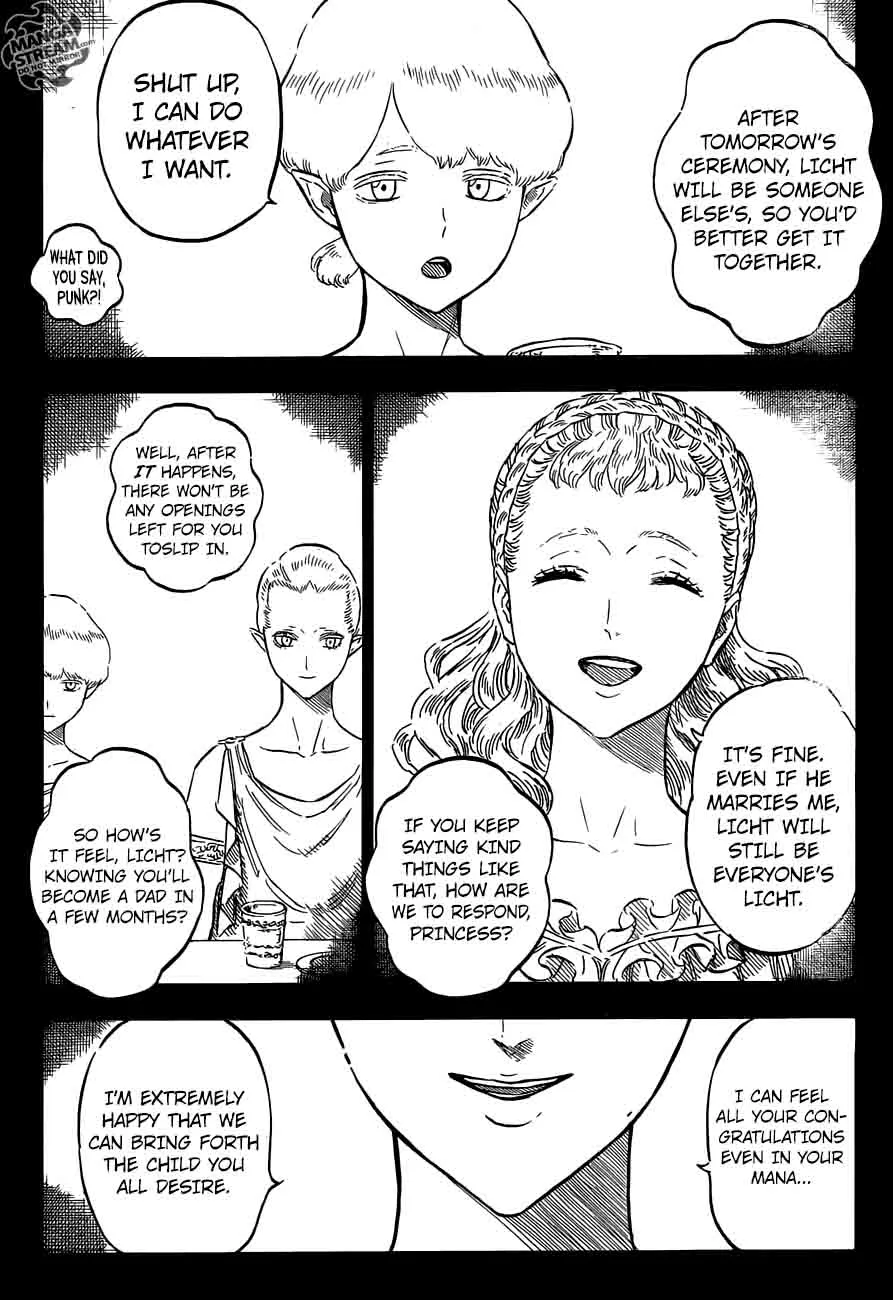 MANGA
STREAM.com
DO NOT MIRROR
AFTER
TOMORROW'S
CEREMONY, LICHT
WILL BE SOMEONE
ELSE'S, SO YOU'D
BETTER GET IT
TOGETHER.
SHUT UP,
I CAN DO
WHATEVER
I WANT.
WHAT DID
YOU SAY,
PUNK?!
IT'S FINE.
EVEN IF HE
MARRIES ME,
LICHT WILL
STILL BE
EVERYONE'S
LICHT.
IF YOU KEEP
SAYING KIND
THINGS LIKE
THAT, HOW ARE
WE TO RESPOND,
PRINCESS?
WELL, AFTER
IT HAPPENS,
THERE WON'T BE
ANY OPENINGS
LEFT FOR YOU
TOSLIP IN.
SO HOW'S
IT FEEL, LICHT?
KNOWING YOU'LL
BECOME A DAD IN
A FEW MONTHS?
I CAN FEEL
ALL YOUR CON-
GRATULATIONS
EVEN IN YOUR
MANA...
I'M EXTREMELY
HAPPY THAT WE
CAN BRING FORTH
THE CHILD YOU
ALL DESIRE.